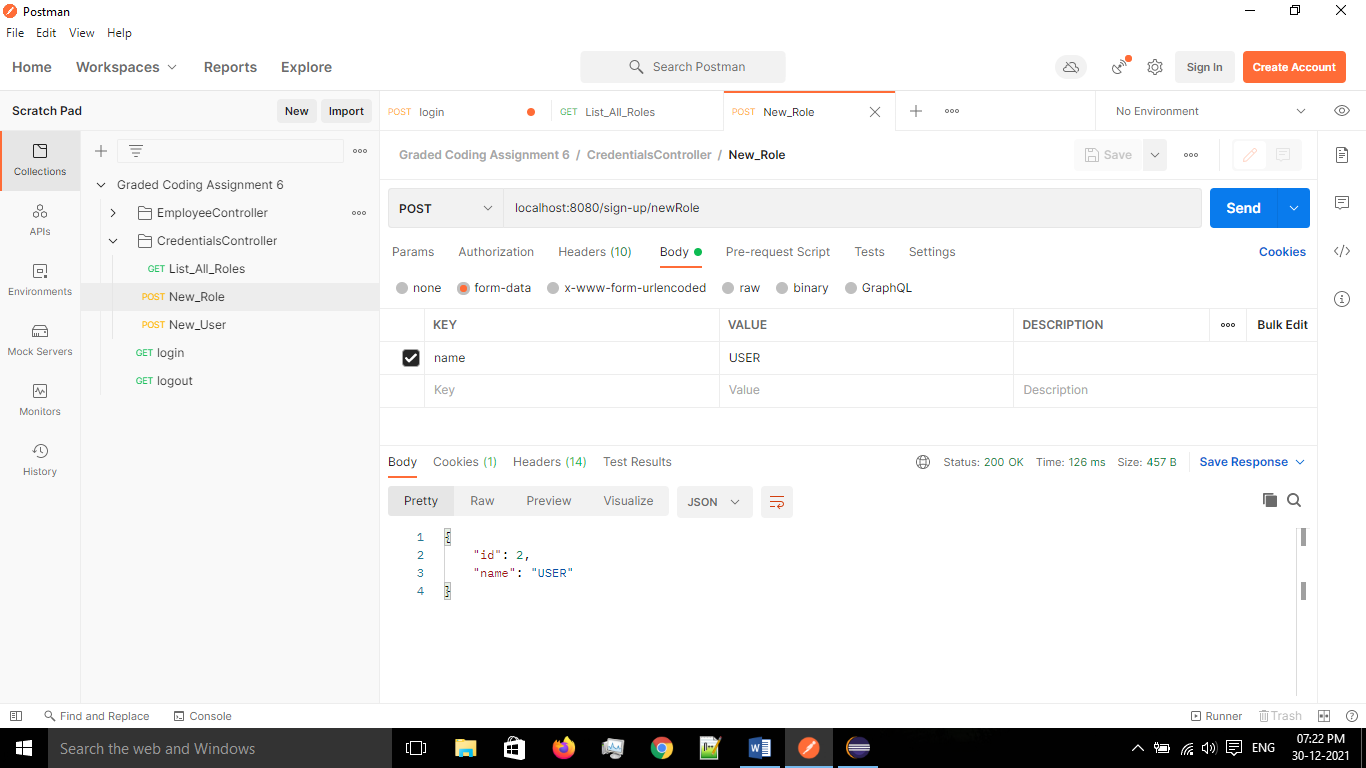 Postman
File Edit View Help
Home Workspaces Reports Explore Search Postman Sign In Create Account
Scratch Pad New Import POST login GET List_All_Roles POST New_Role No Environment
Graded Coding Assignment 6 / CredentialsController / New_Role Save
Collections
APIs
Environments
Mock Servers
Monitors
History
Graded Coding Assignment 6
EmployeeController
CredentialsController
GET List_All_Roles
POST New_Role
POST New_User
GET login
GET logout
POST localhost:8080/sign-up/newRole Send
Params Authorization Headers (10) Body Pre-request Script Tests Settings Cookies
none form-data x-www-form-urlencoded raw binary GraphQL
KEY VALUE DESCRIPTION Bulk Edit
name USER
Key Value Description
Body Cookies (1) Headers (14) Test Results Status: 200 OK Time: 126 ms Size: 457 B Save Response
Pretty Raw Preview Visualize JSON
1 {
2 "id": 2,
3 "name": "USER"
4 }
Find and Replace Console Runner Trash
Search the web and Windows ENG 07:22 PM
30-12-2021